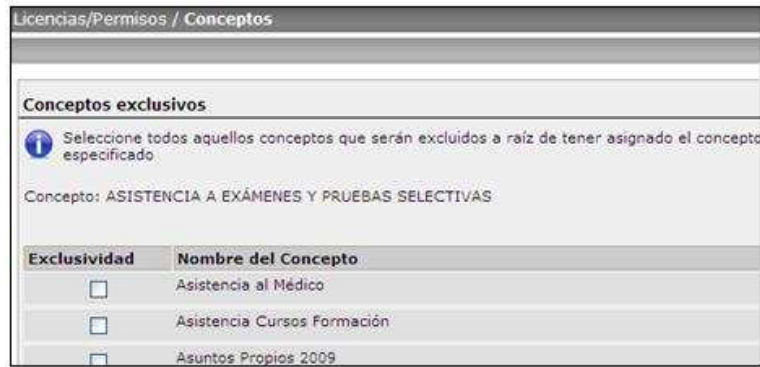 Licencias/Permisos / Conceptos
Conceptos exclusivos
Seleccione todos aquellos conceptos que serán excluidos a raíz de tener asignado el concepto
especificado
Concepto: ASISTENCIA A EXÁMENES Y PRUEBAS SELECTIVAS
Exclusividad Nombre del Concepto
Asistencia al Médico
Asistencia Cursos Formación
Asuntos Propios 2009